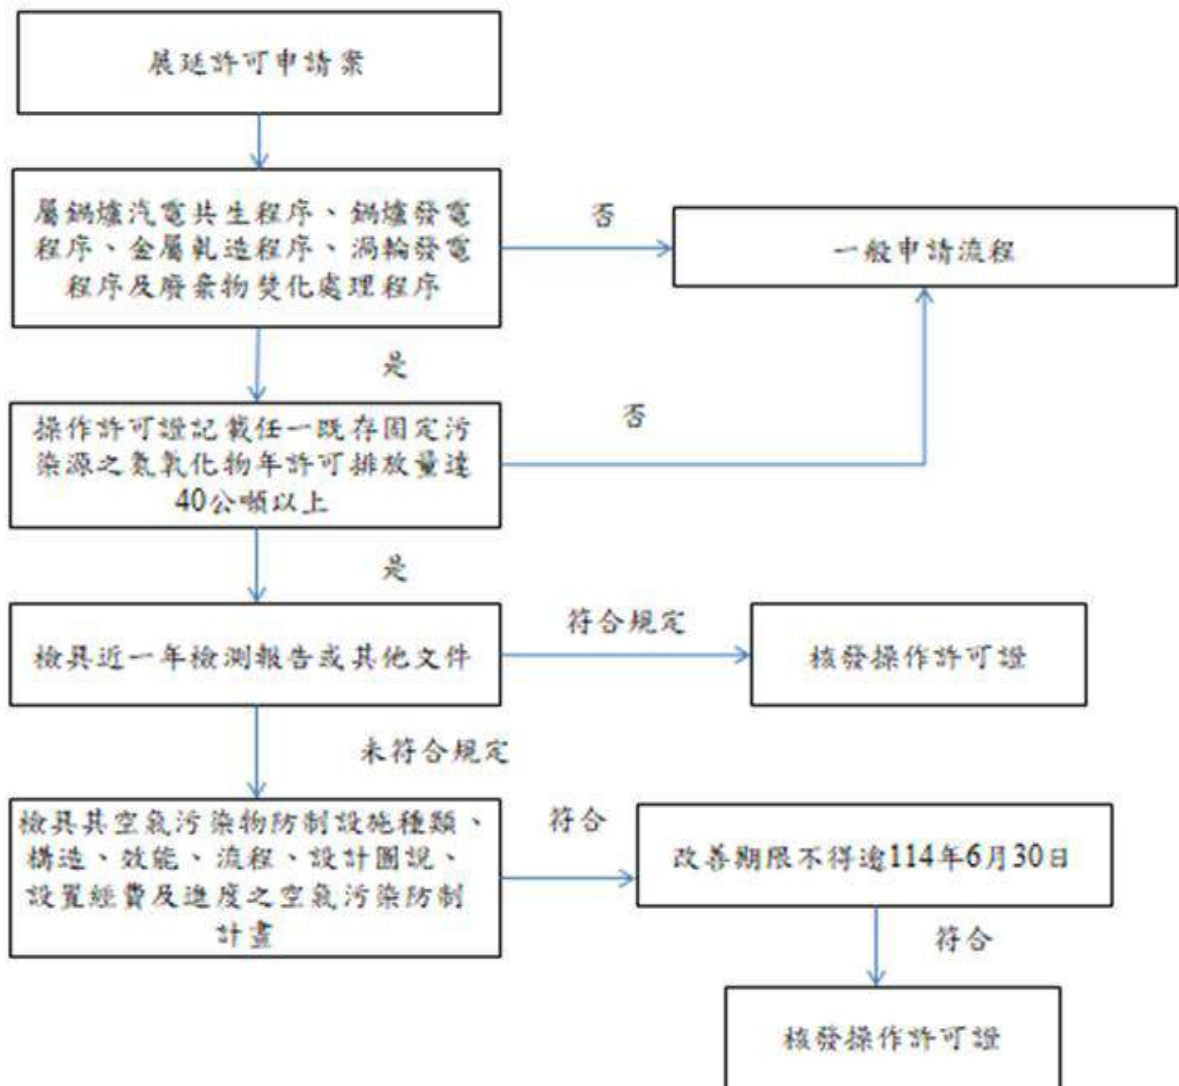 展延許可申請案
屬鍋爐汽電共生程序、鍋爐發電
程序、金屬軋造程序、渦輪發電
程序及廢棄物焚化處理程序
否
一般申請流程
是
操作許可證記載任一既存固定污
染源之氮氧化物年許可排放量達
40公噸以上
否
是
檢具近一年檢測報告或其他文件
符合規定
核發操作許可證
未符合規定
檢具其空氣污染物防制設施種類、
構造、效能、流程、設計圖說、
設置經費及進度之空氣污染防制
計畫
符合
改善期限不得逾114年6月30日
符合
核發操作許可證